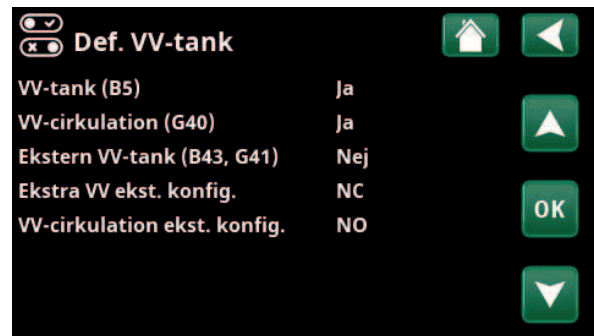 Def. VV-tank
VV-tank (B5) Ja
VV-cirkulation (G40) Ja
Ekstern VV-tank (B43, G41) Nej
Ekstra VV ekst. konfig. NC
VV-cirkulation ekst. konfig. NO
OK